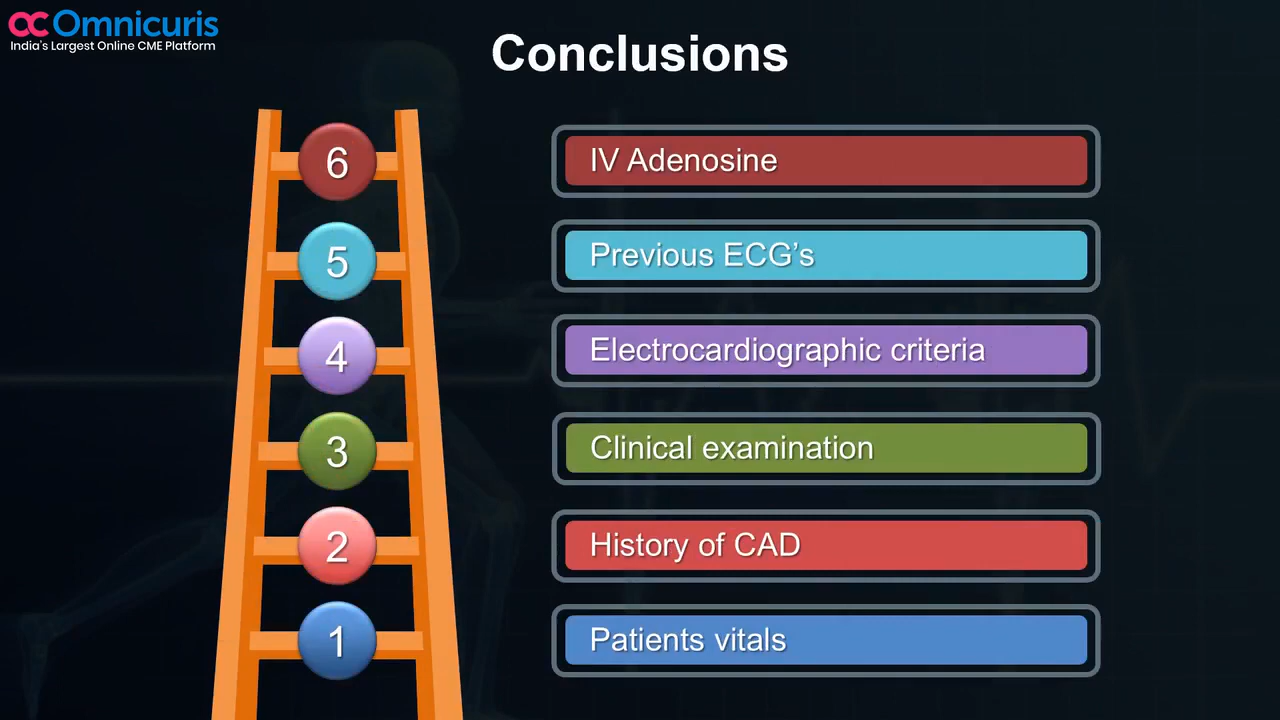 Omnicuris
India's Largest Online CME Platform
Conclusions
6
IV Adenosine
5
Previous ECG's
4
Electrocardiographic criteria
3
Clinical examination
2
History of CAD
1
Patients vitals